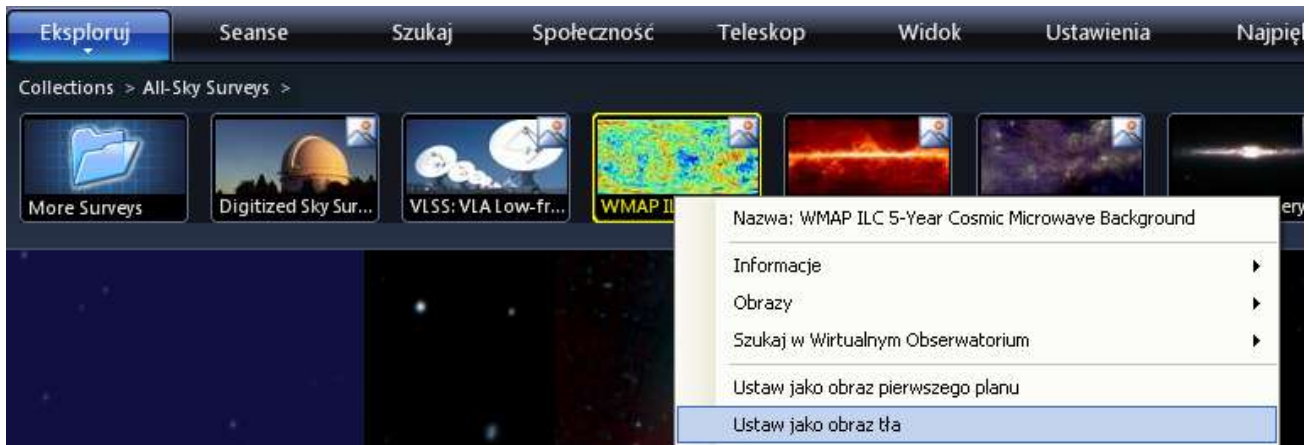 Eksploruj Seanse Szukaj Społeczność Teleskop Widok Ustawienia
Collections > All-Sky Surveys >
More Surveys Digitized Sky Sur... VLSS: VLA Low-fr... WMAP
Nazwa: WMAP ILC 5-Year Cosmic Microwave Background
Informacje
Obrazy
Szukaj w Wirtualnym Obserwatorium
Ustaw jako obraz pierwszego planu
Ustaw jako obraz tła